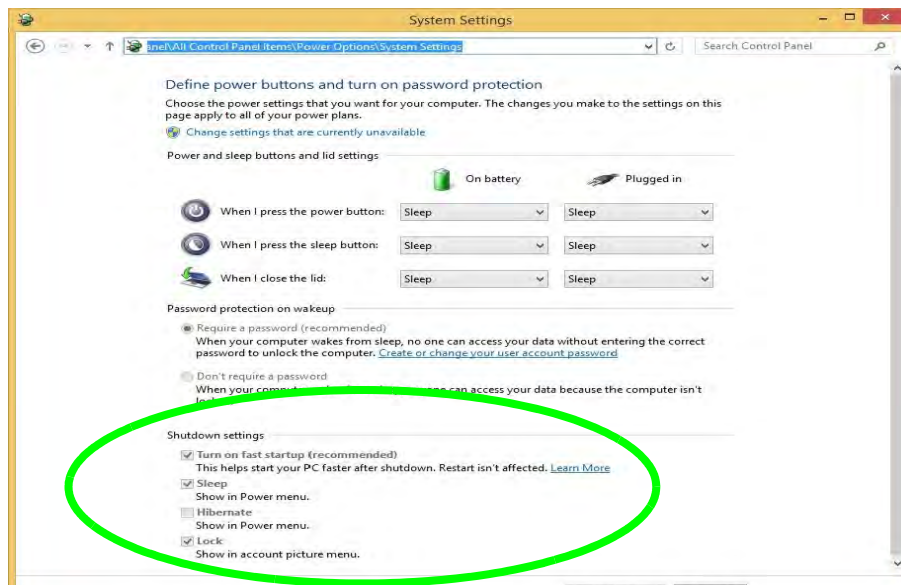 System Settings
anel\All Control Panel Items\Power Options\System Settings
Search Control Panel
Define power buttons and turn on password protection
Choose the power settings that you want for your computer. The changes you make to the settings on this
page apply to all of your power plans.
Change settings that are currently unavailable
Power and sleep buttons and lid settings
On battery Plugged in
When I press the power button: Sleep Sleep
When I press the sleep button: Sleep Sleep
When I close the lid: Sleep Sleep
Password protection on wakeup
Require a password (recommended)
When your computer wakes from sleep, no one can access your data without entering the correct
password to unlock the computer. Create or change your user account password
Don't require a password
When your can access your data because the computer isn't
Shutdown settings
Turn on fast startup (recommended)
This helps start your PC faster after shutdown. Restart isn't affected. Learn More
Sleep
Show in Power menu.
Hibernate
Show in Power menu.
Lock
Show in account picture menu.